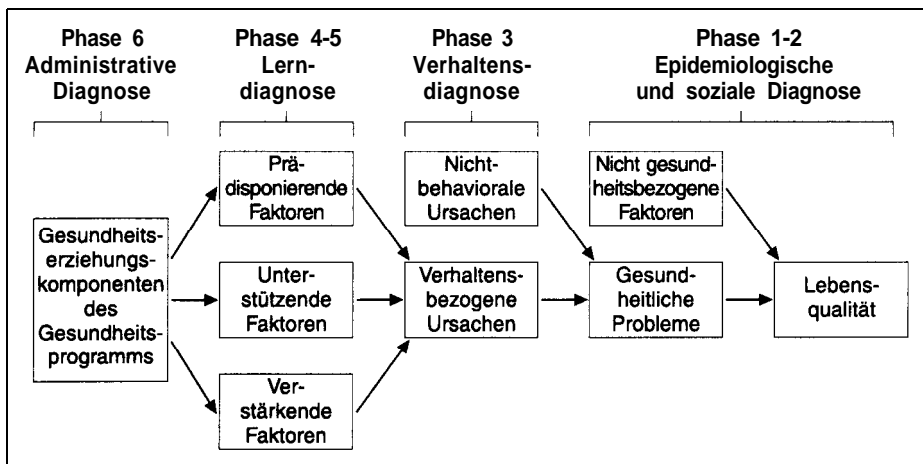 Phase 6
Administrative
Diagnose
Phase 4-5
Lern-
diagnose
Phase 3
Verhaltens-
diagnose
Phase 1-2
Epidemiologische
und soziale Diagnose
Gesundheits-
erziehungs-
komponenten
des
Gesundheits-
programms
Prä-
disponierende
Faktoren
Unter-
stützende
Faktoren
Ver-
stärkende
Faktoren
Nicht-
behaviorale
Ursachen
Verhaltens-
bezogene
Ursachen
Nicht gesund-
heitsbezogene
Faktoren
Gesund-
heitliche
Probleme
Lebens-
qualität